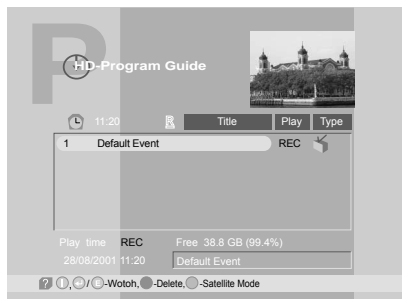 P
HD-Program Guide
11:20 R Title Play Type
1 Default Event REC
Play time REC Free 38.8 GB (99.4%)
28/08/2001 11:20 Default Event
? I,/E-Wotoh,-Delete,-Satellite Mode